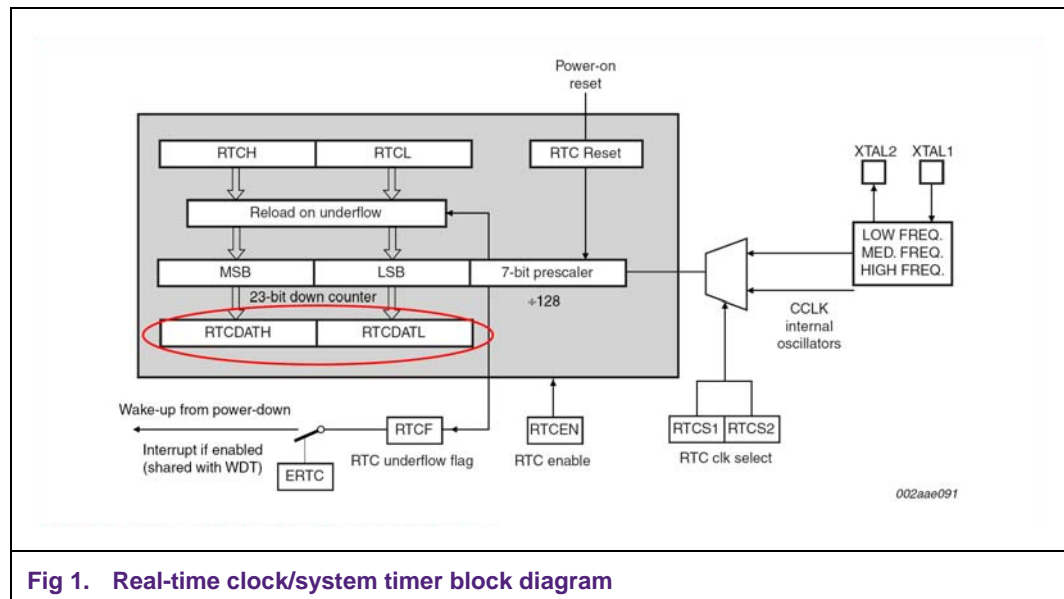 Power-on
reset
RTCH RTCL RTC Reset
XTAL2 XTAL1
Reload on underflow
LOW FREQ.
MED. FREQ.
HIGH FREQ.
MSB LSB 7-bit prescaler
23-bit down counter ÷128
CCLK
internal
oscillators
RTCDATH RTCDATL
Wake-up from power-down
RTCF RTCEN RTCS1 RTCS2
Interrupt if enabled
(shared with WDT)
RTC underflow flag RTC enable RTC clk select
ERTC
002aae091
Fig 1. Real-time clock/system timer block diagram